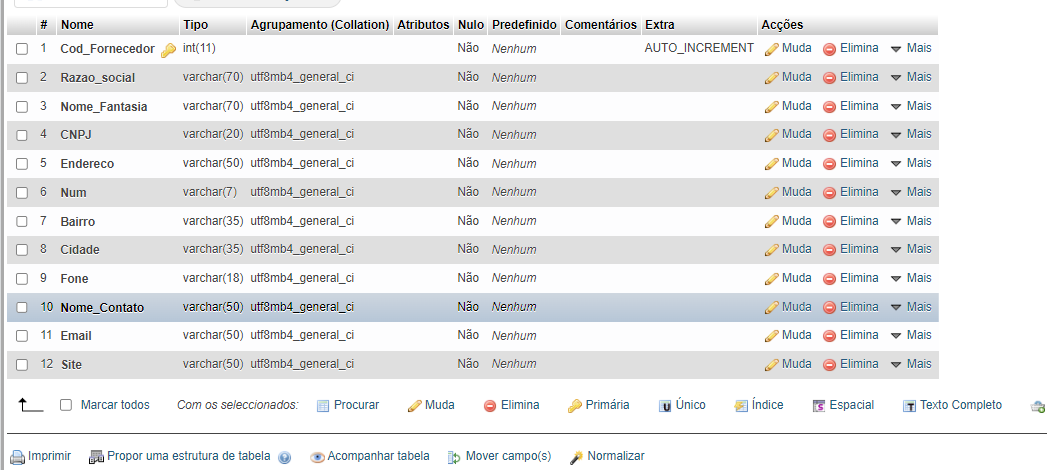 # Nome Tipo Agrupamento (Collation) Atributos Nulo Predefinido Comentários Extra Acções
1 Cod_Fornecedor int(11) Não Nenhum AUTO_INCREMENT Muda Elimina Mais
2 Razao_social varchar(70) utf8mb4_general_ci Não Nenhum Muda Elimina Mais
3 Nome_Fantasia varchar(70) utf8mb4_general_ci Não Nenhum Muda Elimina Mais
4 CNPJ varchar(20) utf8mb4_general_ci Não Nenhum Muda Elimina Mais
5 Endereco varchar(50) utf8mb4_general_ci Não Nenhum Muda Elimina Mais
6 Num varchar(7) utf8mb4_general_ci Não Nenhum Muda Elimina Mais
7 Bairro varchar(35) utf8mb4_general_ci Não Nenhum Muda Elimina Mais
8 Cidade varchar(35) utf8mb4_general_ci Não Nenhum Muda Elimina Mais
9 Fone varchar(18) utf8mb4_general_ci Não Nenhum Muda Elimina Mais
10 Nome_Contato varchar(50) utf8mb4_general_ci Não Nenhum Muda Elimina Mais
11 Email varchar(50) utf8mb4_general_ci Não Nenhum Muda Elimina Mais
12 Site varchar(50) utf8mb4_general_ci Não Nenhum Muda Elimina Mais
Marcar todos Com os seleccionados: Procurar Muda Elimina Primária Único Índice Espacial Texto Completo
Imprimir Propor uma estrutura de tabela Acompanhar tabela Mover campo(s) Normalizar